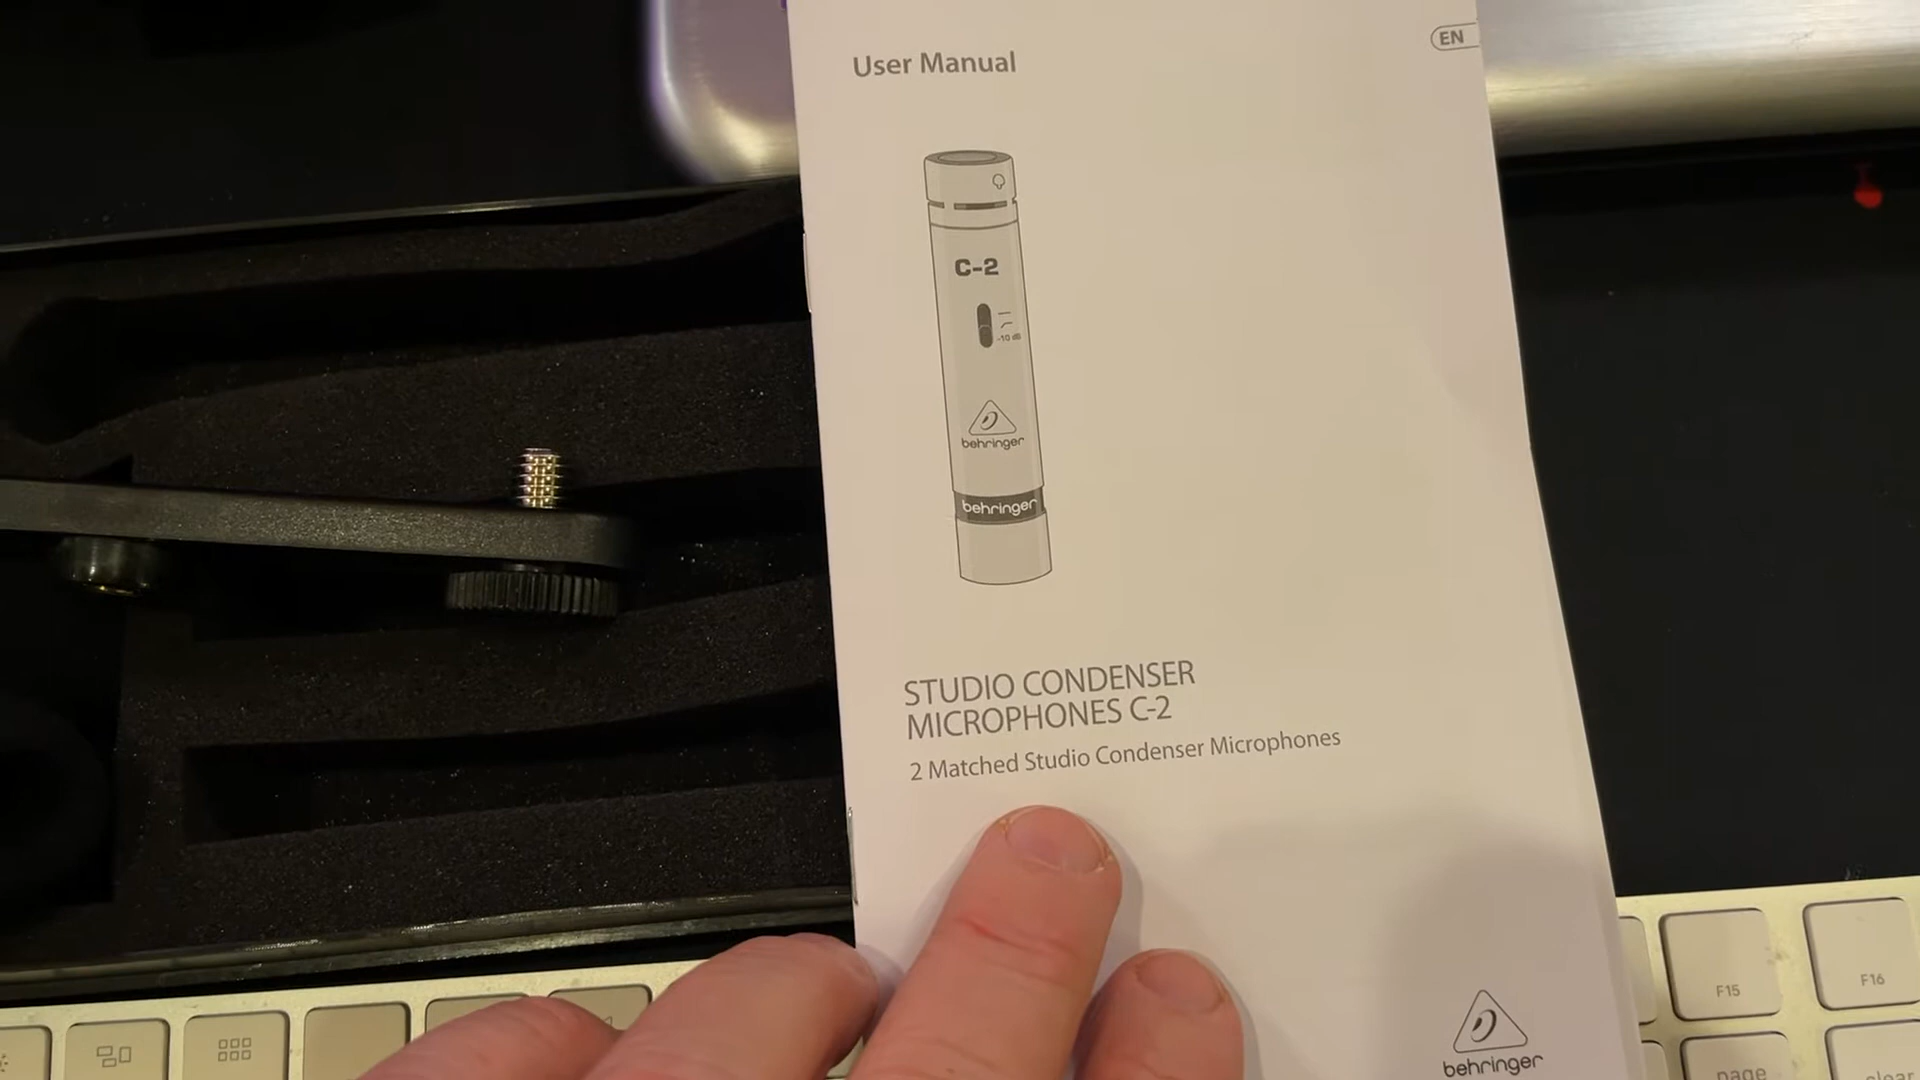 User Manual
EN
C-2
-10 dB
behringer
behringer
STUDIO CONDENSER
MICROPHONES C-2
2 Matched Studio Condenser Microphones
behringer
F15
F16
page
clear